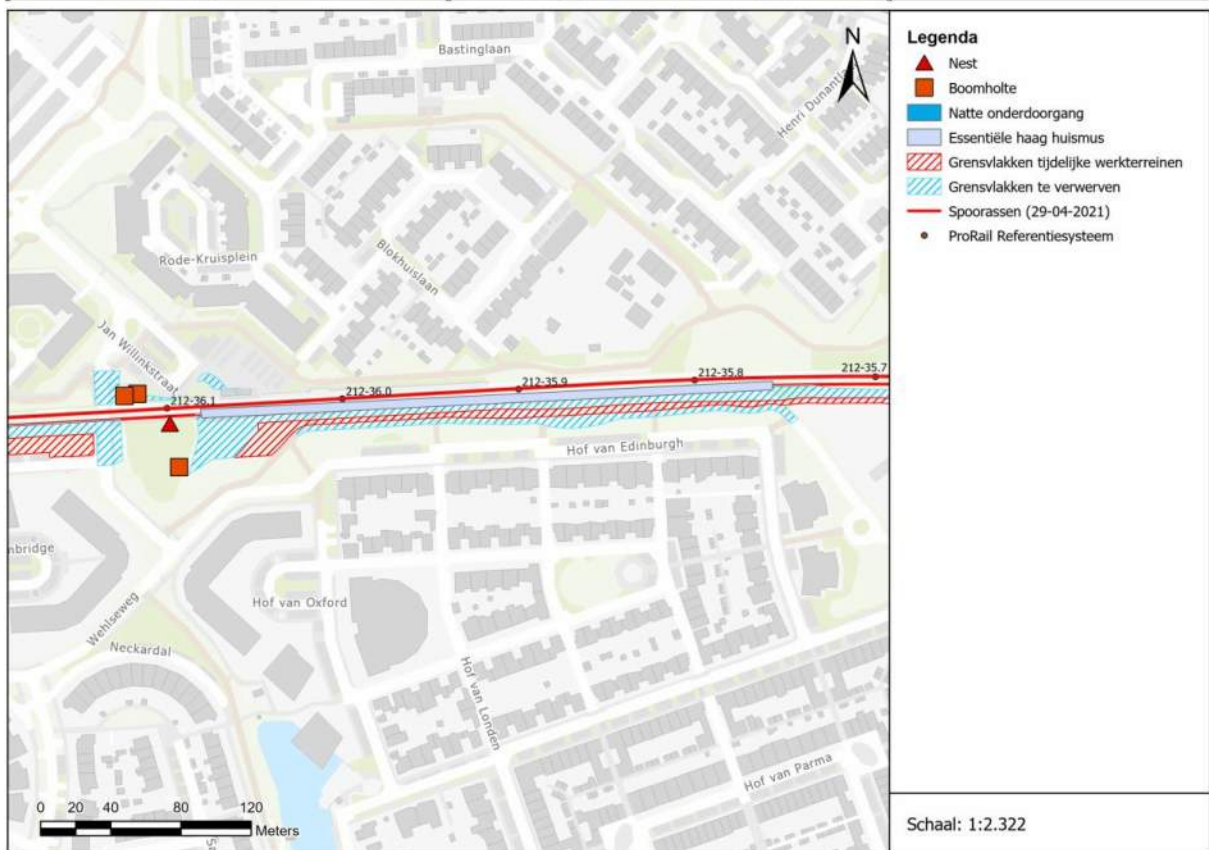 Bastinglaan
N
Henri Dunantla
Rode-Kruisplein
Blokhuislaan
Jan Willinkstraat
212-35.7
212-35.8
212-35.9
212-36.0
212-36.1
Hof van Edinburgh
nbridge
Hof van Oxford
Wehlseweg
Neckardal
Hof van Londen
Hof van Parma
0 20 40 80 120
Meters
Legenda
Nest
Boomholte
Natte onderdoorgang
Essentiële haag huismus
Grensvlakken tijdelijke werkterreinen
Grensvlakken te verwerven
Spoorassen (29-04-2021)
ProRail Referentiesysteem
Schaal: 1:2.322